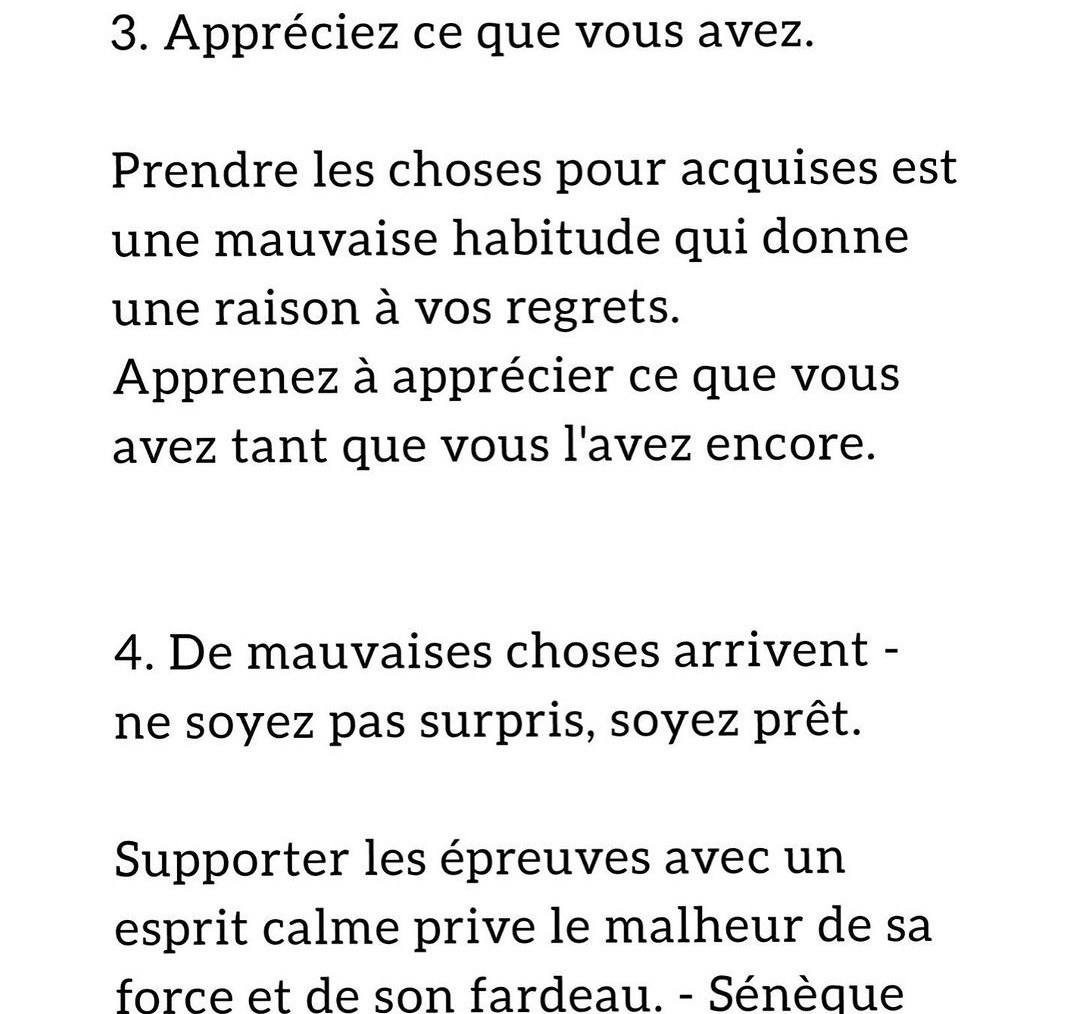 3. Appréciez ce que vous avez.
Prendre les choses pour acquises est
une mauvaise habitude qui donne
une raison à vos regrets.
Apprenez à apprécier ce que vous
avez tant que vous l'avez encore.
4. De mauvaises choses arrivent -
ne soyez pas surpris, soyez prêt.
Supporter les épreuves avec un
esprit calme prive le malheur de sa
force et de son fardeau. - Sénèque